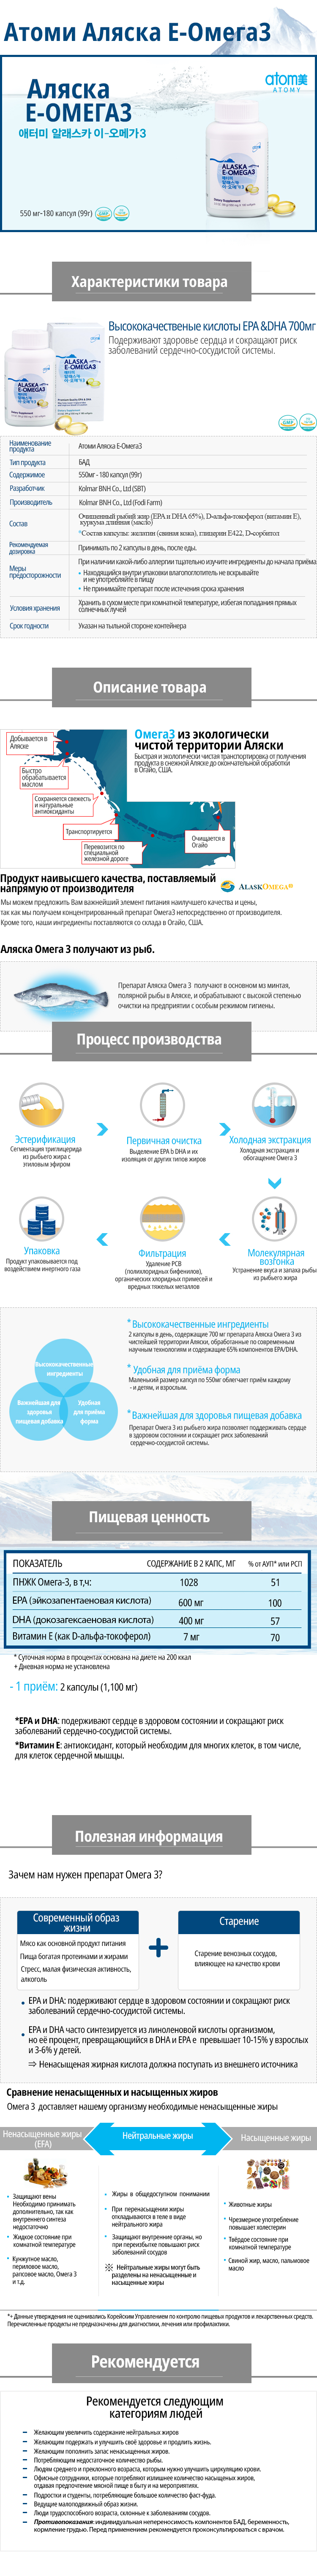 Атоми Аляска Е-Омега3
Аляска
Е-ОМЕГА3
애터미 알래스카 이-오메가3
atom美
ATOMY
ALASKA
E-OMEGA3
550 мг-180 капсул (99г)
Характеристики товара
Высококачественые кислоты EPA &DHA 700мг
Подерживают здоровье сердца и сокращают риск
заболеваний сердечно-сосудистой системы.
ALASKA
E-OMEGA3
Наименование
продукта
Атоми Аляска Е-Омега3
Тип продукта
БАД
Содержимое
550мг - 180 капсул (99г)
Разработчик
Kolmar BNH Co., Ltd (SBT)
Производитель
Kolmar BNH Co., Ltd (Fodi Farm)
Состав
Очищенный рыбий жир (EPA и DHA 65%), D-альфа-токоферол (витамин E),
куркума длинная (масло)
*Состав капсулы: желатин (свиная кожа), глицирин E422, D-сорбитол
Рекомендуемая
дозировка
Принимать по 2 капсулы в день, после еды.
Меры
предосторожности
При наличии какой-либо аллергии тщательно изучите ингредиенты до начала приёма
• Находящийся внутри упаковки влагопоглотитель не вскрывайте
и не употребляйте в пищу
• Не принимайте препарат после истечения срока хранения
Условия хранения
Хранить в сухом месте при комнатной температуре, избегая попадания прямых
солнечных лучей
Срок годности
Указан на тыльной стороне контейнера
Описание товара
Омега3 из экологически
чистой территории Аляски
Быстрая и экологически чистая транспортировка от получения
продукта в снежной Аляске до окончательной обработки
в Огайо, США.
Добывается в
Аляске
Быстро
обрабатывается
маслом
Сохраняется свежесть
и натуральные
антиоксиданты
Транспортируется
Перевозится по
специальной
железной дороге
Очищается в
Огайо
Продукт наивысшего качества, поставляемый
напрямую от производителя
ALASKOMEGA
Мы можем предложить Вам важнейший элемент питания наилучшего качества и цены,
так как мы получаем концентрированный препарат Омега3 непосредственно от производителя.
Кроме того, наши ингредиенты поставляются со склада в Огайо, США.
Аляска Омега 3 получают из рыб.
Препарат Аляска Омега 3 получают в основном мз минтая,
полярной рыбы в Аляске, и обрабатывают с высокой степенью
очистки на предприятии с особым режимом гигиены.
Процесс производства
Эстерификация
Сегментация триглицерида
из рыбьего жира с
этиловым эфиром
Первичная очистка
Выделение EPA b DHA и их
изоляция от других типов жиров
Холодная экстракция
Холодная экстракция и
обогащение Омега 3
Упаковка
Продукт упаковывается под
воздействием инертного газа
Фильтрация
Удаление PCB
(полихлоридных бифенилов),
органических хлоридных примесей и
вредных тяжелых металлов
Молекулярная
возгонка
Устранение вкуса и запаха рыбы
из рыбьего жира
Высококачественные
ингредиенты
Важнейшая для
здоровье
пищевая добавка
Удобная
для приёма
форма
*Высококачественные ингредиенты
2 капсулы в день, содержащие 700 мг препарата Аляска Омега 3 из
чистейшей территории Аляски, обработанные по современным
научным технологиям и содержащие 65% компонентов EPA/DHA.
* Удобная для приёма форма
Маленький размер капсул по 550мг облегчает приём каждому
- и детям, и взрослым.
*Важнейшая для здоровья пищевая добавка
Препарат Омега 3 из рыбьего жира позволяет поддерживать сердце
в здоровом состоянии и сокращает риск заболеваний
сердечно-сосудистой системы.
Пищевая ценность
ПОКАЗАТЕЛЬ СОДЕРЖАНИЕ В 2 КАПС, МГ % от АУП* или РСП
ПНЖК Омега-3, в т,ч: 1028 51
EPA (эйкозапентаеновая кислота) 600 мг 100
DHA (докозагексаеновая кислота) 400 мг 57
Витамин Е (как D-альфа-токоферол) 7 мг 70
* Суточная норма в процентах основана на диете на 200 ккал
+ Дневная норма не установлена
- 1 приём: 2 капсулы (1,100 мг)
*EPA и DHA: подерживают сердце в здоровом состоянии и сокращают риск
заболеваний сердечно-сосудистой системы.
*Витамин Е: антиоксидант, который необходим для многих клеток, в том числе,
для клеток сердечной мышцы.
Полезная информация
Зачем нам нужен препарат Омега 3?
Современный образ
жизни
Мясо как основной продукт питания
Пища богатая протеинами и жирами
Стресс, малая физическая активность,
алкоголь
+
Старение
Старение венозных сосудов,
влияющее на качество крови
• EPA и DHA: подерживают сердце в здоровом состоянии и сокращают риск
заболеваний сердечно-сосудистой системы.
• EPA и DHA часто синтезируется из линоленовой кислоты организмом,
но её процент, превращающийся в DHA и EPA е превышает 10-15% у взрослых
и 3-6% у детей.
⇒ Ненасыщеная жирная кислота должна поступать из внешнего источника
Сравнение ненасыщенных и насыщенных жиров
Омега 3 доставляет нашему организму необходимые ненасыщенные жиры
Ненасыщенные жиры
(EFA)
Нейтральные жиры
Насыщенные жиры
• Защищают вены
Необходимо принимать
дополнительно, так как
внутреннего синтеза
недостаточно
• Жидкое состояние при
комнатной температуре
• Кунжутное масло,
перилловое масло,
рапсовое масло, Омега 3
и т.д.
• Жиры в общедоступном понимании
• При перенасыщении жиры
откладываются в теле в виде
нейтрального жира
• Защищают внутренние органы, но
при переизбытке повышают риск
заболеваний сосудов
※ Нейтральные жиры могут быть
разделены на ненасыщенные и
насыщенные жиры
• Животные жиры
• Чрезмерное употребление
повышает холестерин
• Твёрдое состояние при
комнатной температуре
• Свиной жир, масло, пальмовое
масло
*+ Данные утверждения не оценивались Корейским Управлением по контролю пищевых продуктов и лекарственных средств.
Перечисленные продукты не предназначены для диагностики, лечения или профилактики.
Рекомендуется
Рекомендуется следующим
категориям людей
– Желающим увеличить содержание нейтральных жиров
– Желающим подержать и улучшить своё здоровье и продлить жизнь.
– Желающим пополнить запас ненасыщенных жиров.
– Потребляющим недостаточное количество рыбы.
– Людям среднего и преклонного возраста, которым нужно улучшить циркуляцию крови.
– Офисные сотрудники, которые потребляют излишнее количество насыщеных жиров,
отдавая предпочтение мясной пище в быту и на мероприятиях.
– Подростки и студенты, потребляющие большое количество фаст-фуда.
– Ведущие малоподвижный образ жизни.
– Люди трудоспособного возраста, склонные к заболеваниям сосудов.
– Противопоказания: индивидуальная непереносимость компонентов БАД, беременность,
кормление грудью. Перед применением рекомендуется проконсультироваться с врачом.